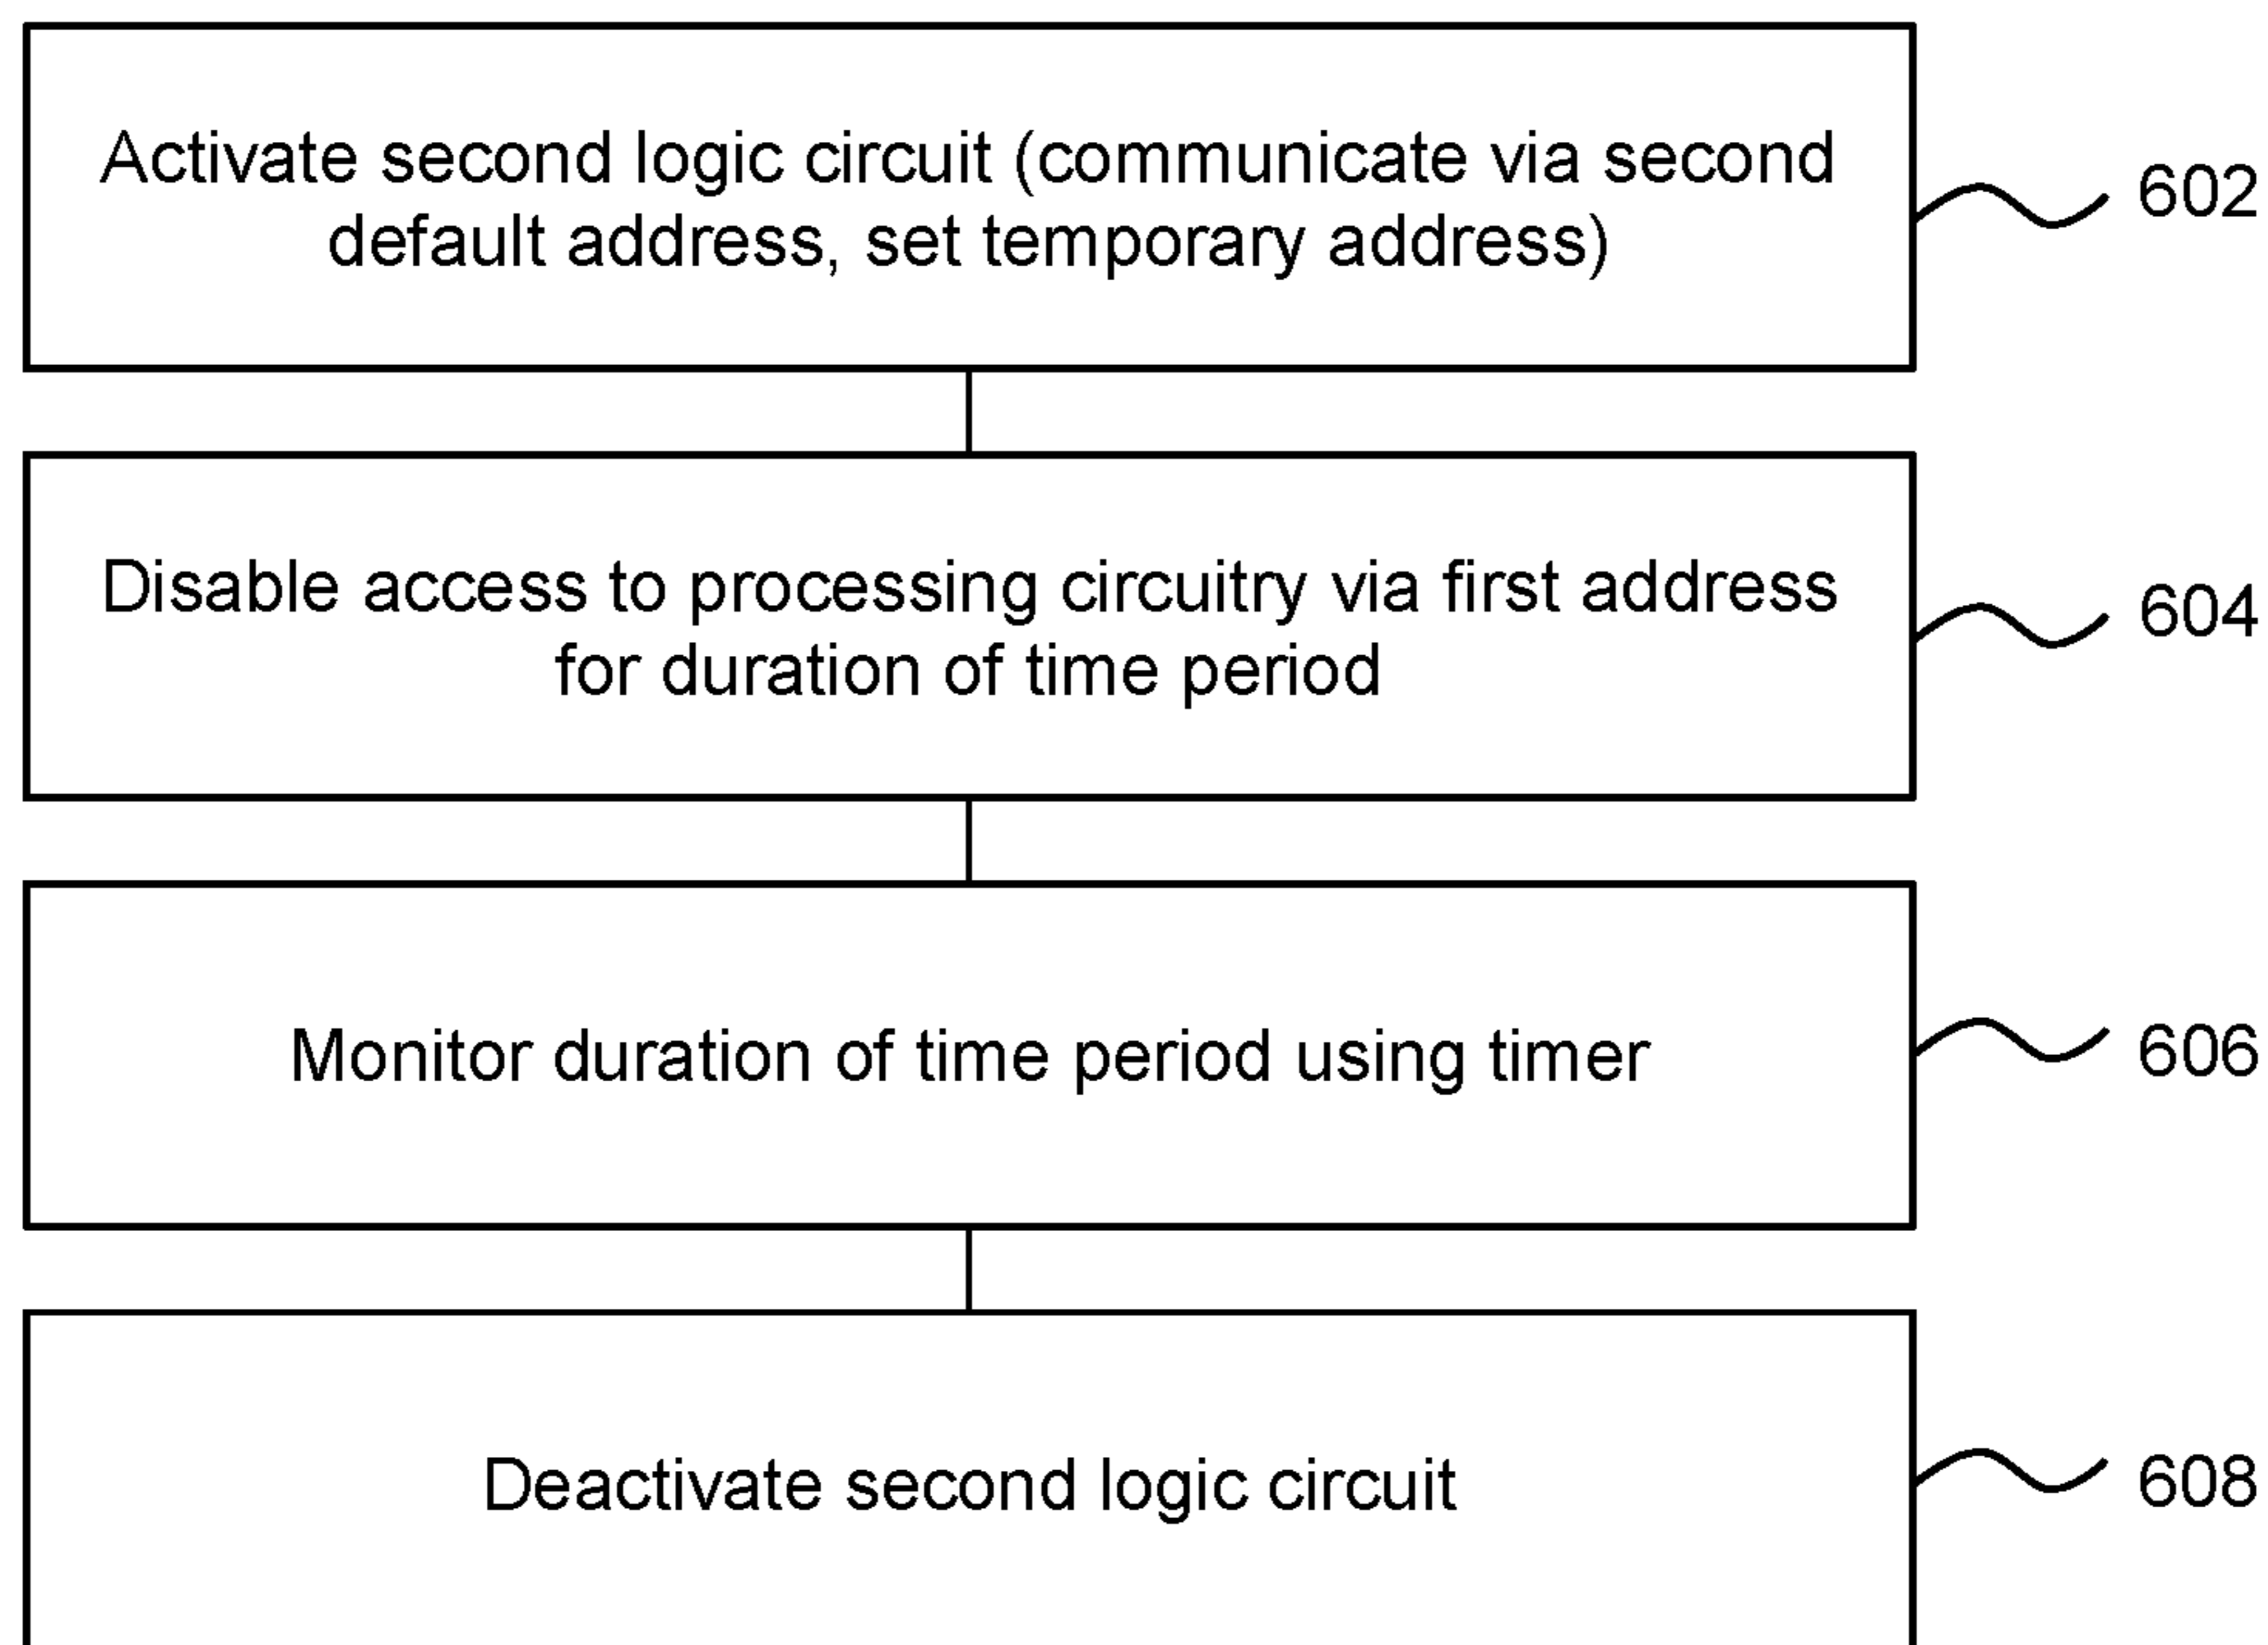 Activate second logic circuit (communicate via second
default address, set temporary address)
602
Disable access to processing circuitry via first address
for duration of time period
604
Monitor duration of time period using timer
606
Deactivate second logic circuit
608